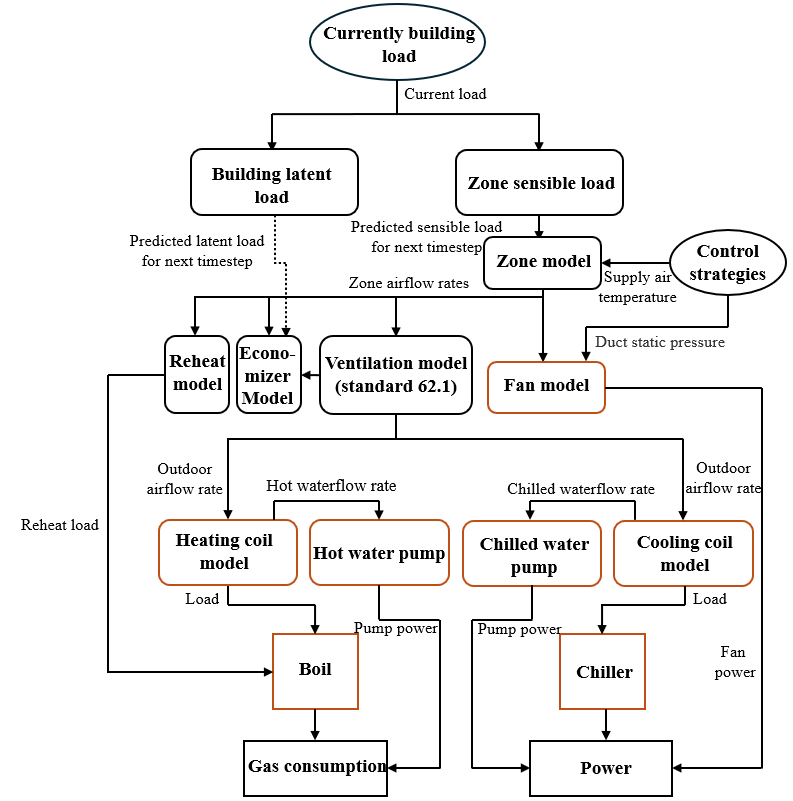 Currently building
load
Current load
Building latent
load
Zone sensible load
Predicted latent load
for next timestep
Predicted sensible load
for next timestep
Zone model
Control
strategies
Supply air
temperature
Zone airflow rates
Duct static pressure
Reheat
model
Econo-
mizer
Model
Ventilation model
(standard 62.1)
Fan model
Outdoor
airflow rate
Hot waterflow rate
Chilled waterflow rate
Outdoor
airflow rate
Reheat load
Heating coil
model
Hot water pump
Chilled water
pump
Cooling coil
model
Load
Pump power
Pump power
Load
Boil
Chiller
Fan
power
Gas consumption
Power